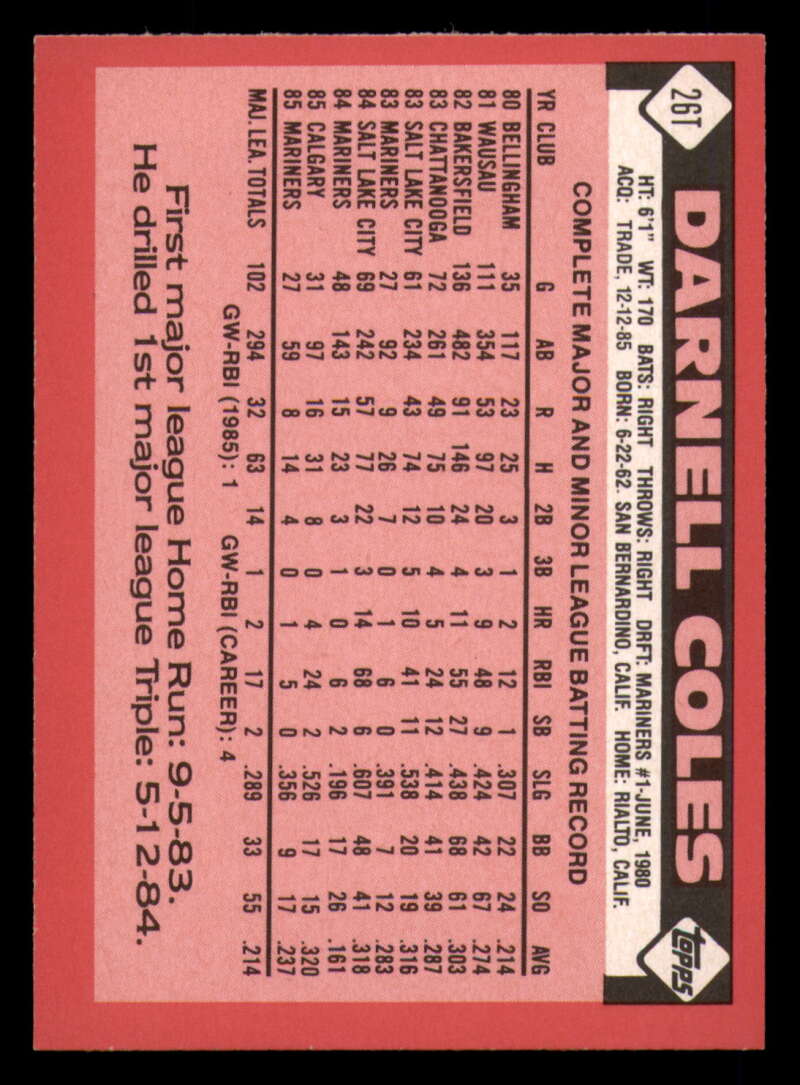 26T
DARNELL COLES
TOPPS
HT: 6'1" WT: 170 BATS: RIGHT THROWS: RIGHT DRFT: MARINERS #1-JUNE, 1980
ACQ: TRADE, 12-12-85 BORN: 6-22-62. SAN BERNARDINO, CALIF. HOME: RIALTO, CALIF.
COMPLETE MAJOR AND MINOR LEAGUE BATTING RECORD
YR CLUB G AB R H 2B 3B HR RBI SB SLG BB SO AVG
80 BELLINGHAM 35 117 23 25 3 1 2 12 1 .307 22 24 .214
81 WAUSAU 111 354 53 97 20 3 9 48 9 .424 42 67 .274
82 BAKERSFIELD 136 482 91 146 24 4 11 55 27 .438 68 61 .303
83 CHATTANOOGA 72 261 49 75 10 4 5 24 12 .414 41 39 .287
83 SALT LAKE CITY 61 234 43 74 12 5 10 41 11 .538 20 19 .316
83 MARINERS 27 92 9 26 7 0 1 6 0 .391 7 12 .283
84 SALT LAKE CITY 69 242 57 77 22 3 14 68 6 .607 48 41 .318
84 MARINERS 48 143 15 23 3 1 0 6 2 .196 17 26 .161
85 CALGARY 31 97 16 31 8 0 4 24 2 .526 17 15 .320
85 MARINERS 27 59 8 14 4 0 1 5 0 .356 9 17 .237
MAJ. LEA. TOTALS 102 294 32 63 14 1 2 17 2 .289 33 55 .214
GW-RBI (1985): 1 GW-RBI (CAREER): 4
First major league Home Run: 9-5-83.
He drilled 1st major league Triple: 5-12-84.